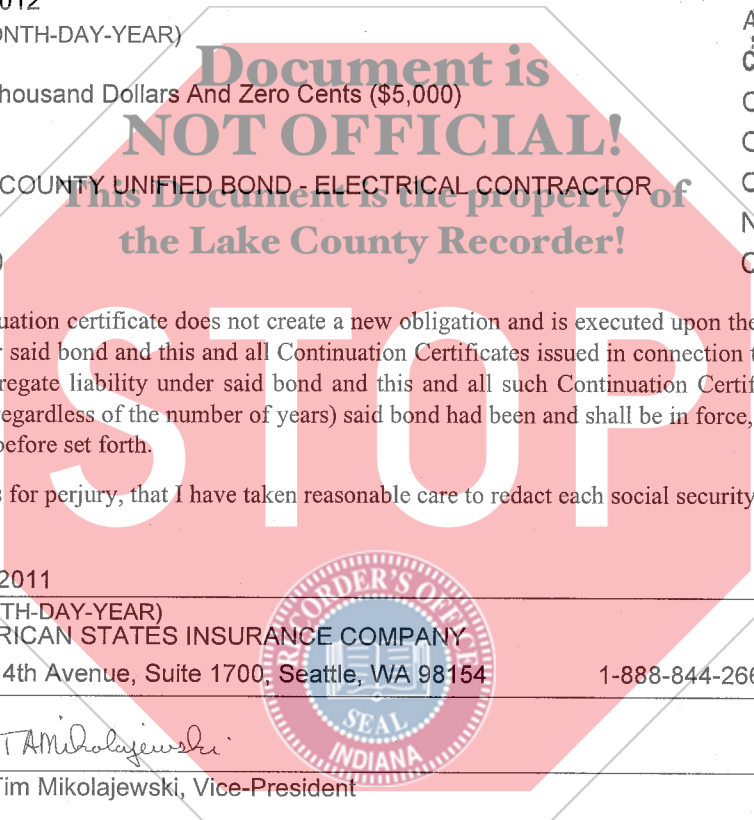 2012
ONTH-DAY-YEAR)
Document is
housand Dollars And Zero Cents ($5,000)
NOT OFFICIAL!
COUNTY UNIFIED BOND - ELECTRICAL CONTRACTOR
This Document is the property of
the Lake County Recorder!
uation certificate does not create a new obligation and is executed upon the
said bond and this and all Continuation Certificates issued in connection
regate liability under said bond and this and all such Continuation Certif
egardless of the number of years) said bond had been and shall be in force,
before set forth.
STOP
s for perjury, that I have taken reasonable care to redact each social security
2011
TH-DAY-YEAR)
RICAN STATES INSURANCE COMPANY
4th Avenue, Suite 1700, Seattle, WA 98154 1-888-844-266
RECORDER'S OFFICE
SEAL
INDIANA
TAMikolajewski
Tim Mikolajewski, Vice-President